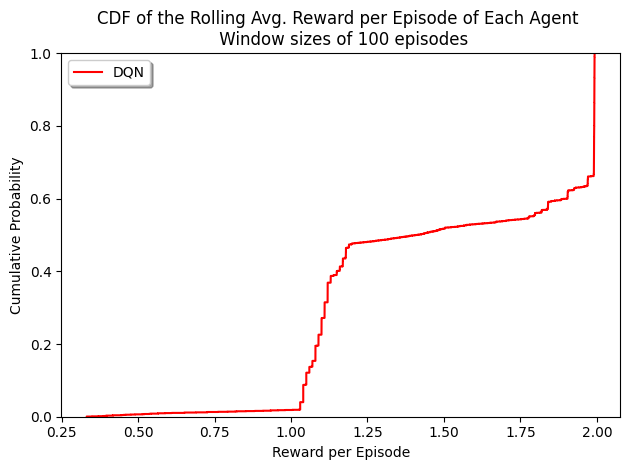 CDF of the Rolling Avg. Reward per Episode of Each Agent
Window sizes of 100 episodes
DQN
Cumulative Probability
1.0
0.8
0.6
0.4
0.2
0.0
0.25 0.50 0.75 1.00 1.25 1.50 1.75 2.00
Reward per Episode